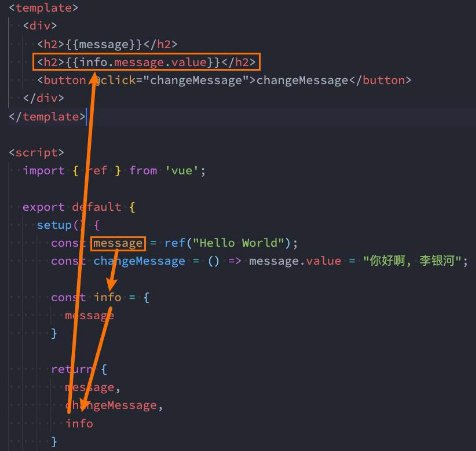 <template>
<div>
<h2>{{message}}</h2>
<h2>{{info.message.value}}</h2>
<button @click="changeMessage">changeMessage</button>
</div>
</template>
<script>
import { ref } from 'vue';
export default {
setup() {
const message = ref("Hello World");
const changeMessage = () => message.value = "你好啊, 李银河";
const info = {
message
}
return {
message,
changeMessage,
info
}